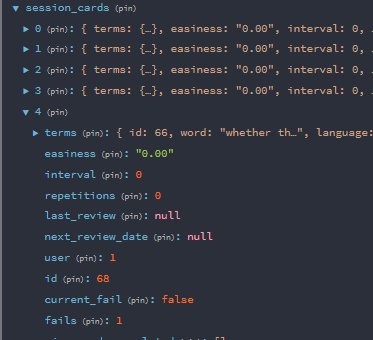 ▼ session_cards (pin)
▶ 0 (pin): { terms: {…}, easiness: "0.00", interval: 0,
▶ 1 (pin): { terms: {…}, easiness: "0.00", interval: 0,
▶ 2 (pin): { terms: {…}, easiness: "0.00", interval: 0,
▶ 3 (pin): { terms: {…}, easiness: "0.00", interval: 0,
▼ 4 (pin)
▶ terms (pin): { id: 66, word: "whether th…", language:
easiness (pin): "0.00"
interval (pin): 0
repetitions (pin): 0
last_review (pin): null
next_review_date (pin): null
user (pin): 1
id (pin): 68
current_fail (pin): false
fails (pin): 1